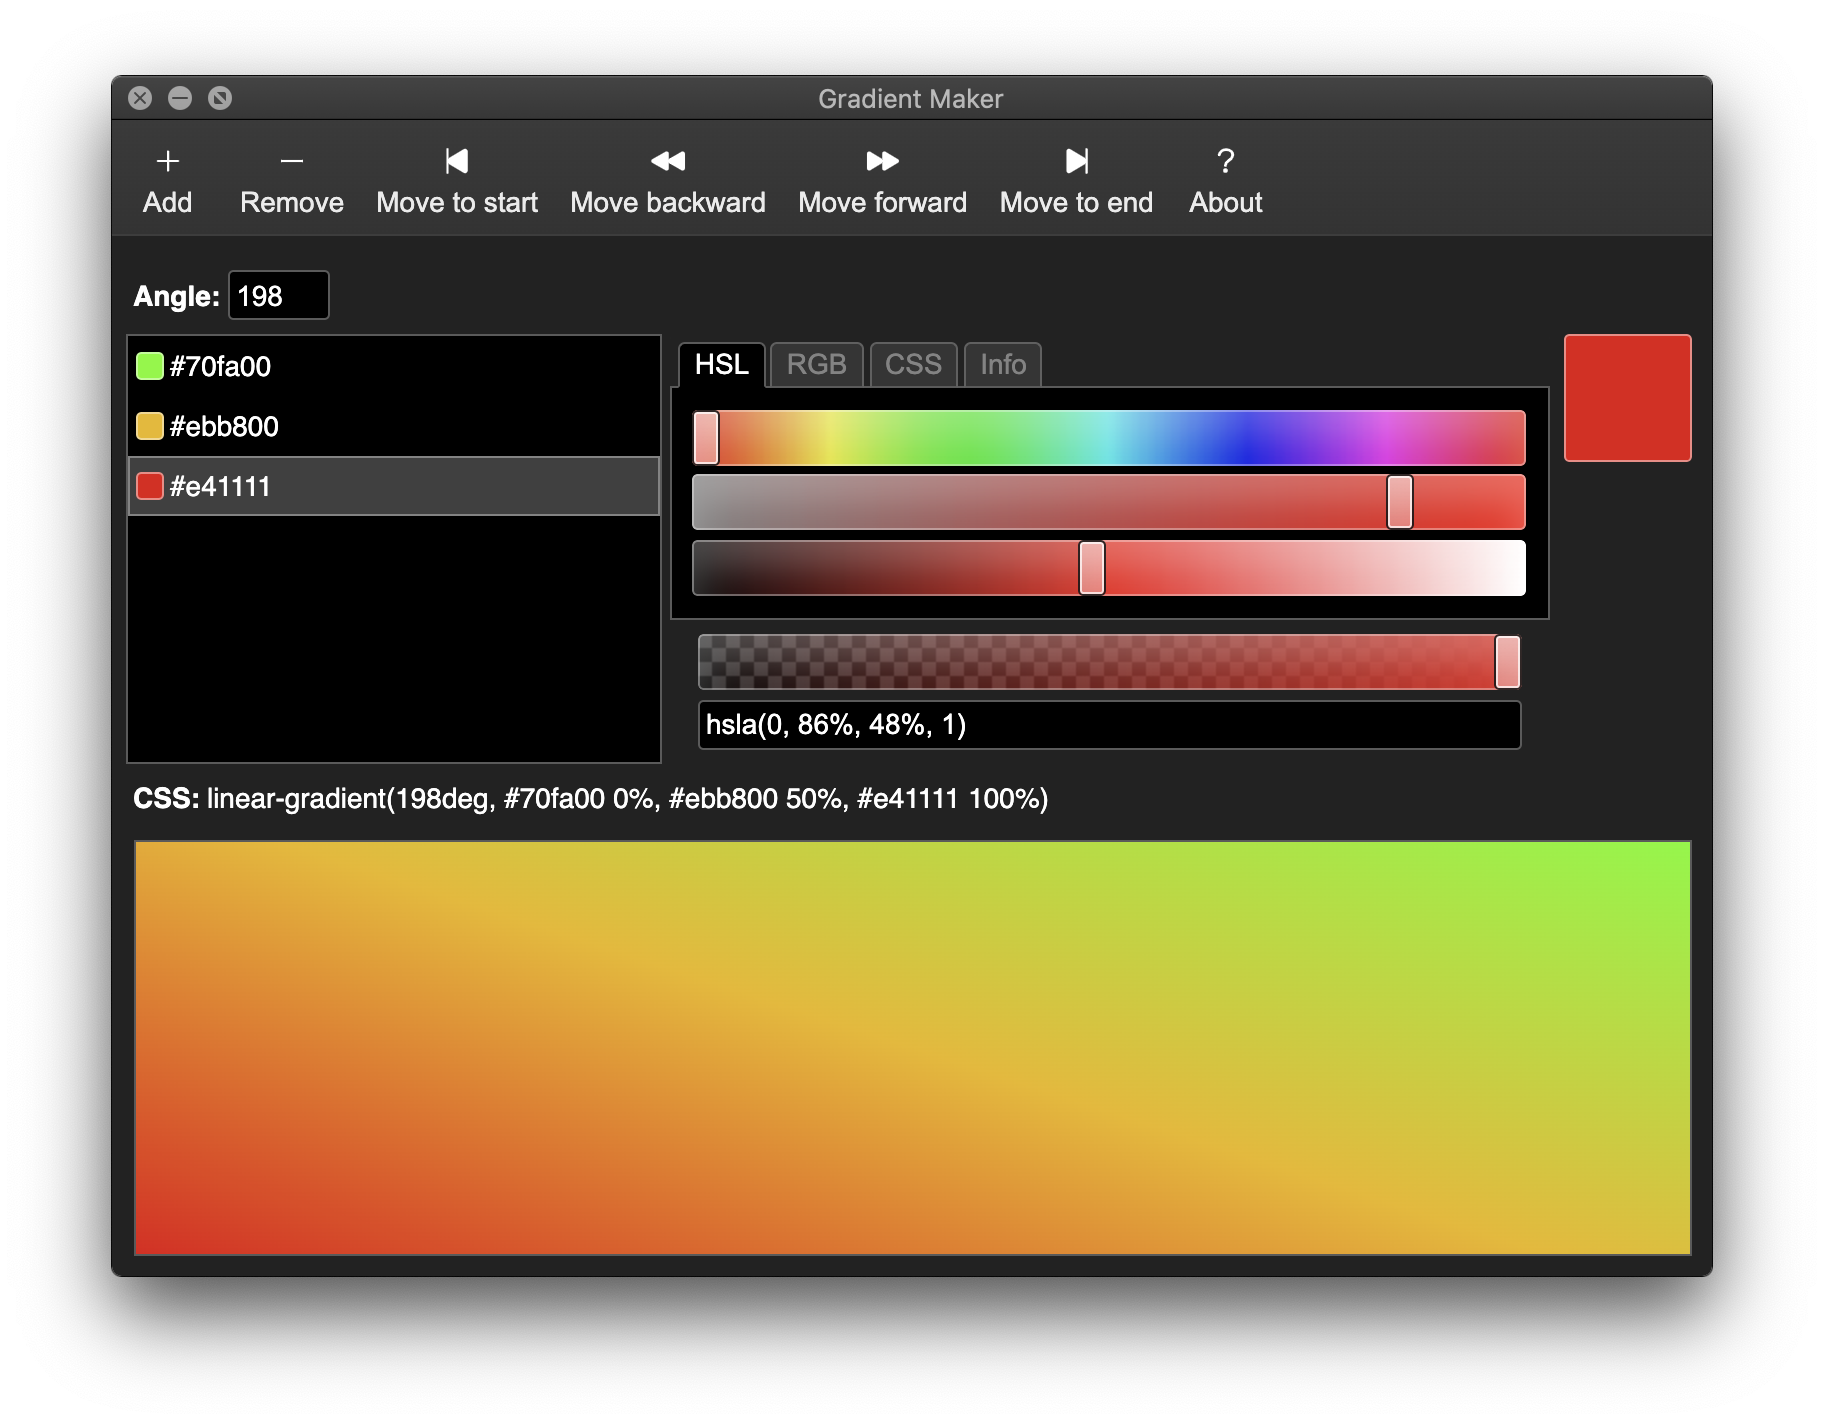 Gradient Maker
Add Remove Move to start Move backward Move forward Move to end ? About
Angle: 198
#70fa00
#ebb800
#e41111
HSL RGB CSS Info
hsla(0, 86%, 48%, 1)
CSS: linear-gradient(198deg, #70fa00 0%, #ebb800 50%, #e41111 100%)